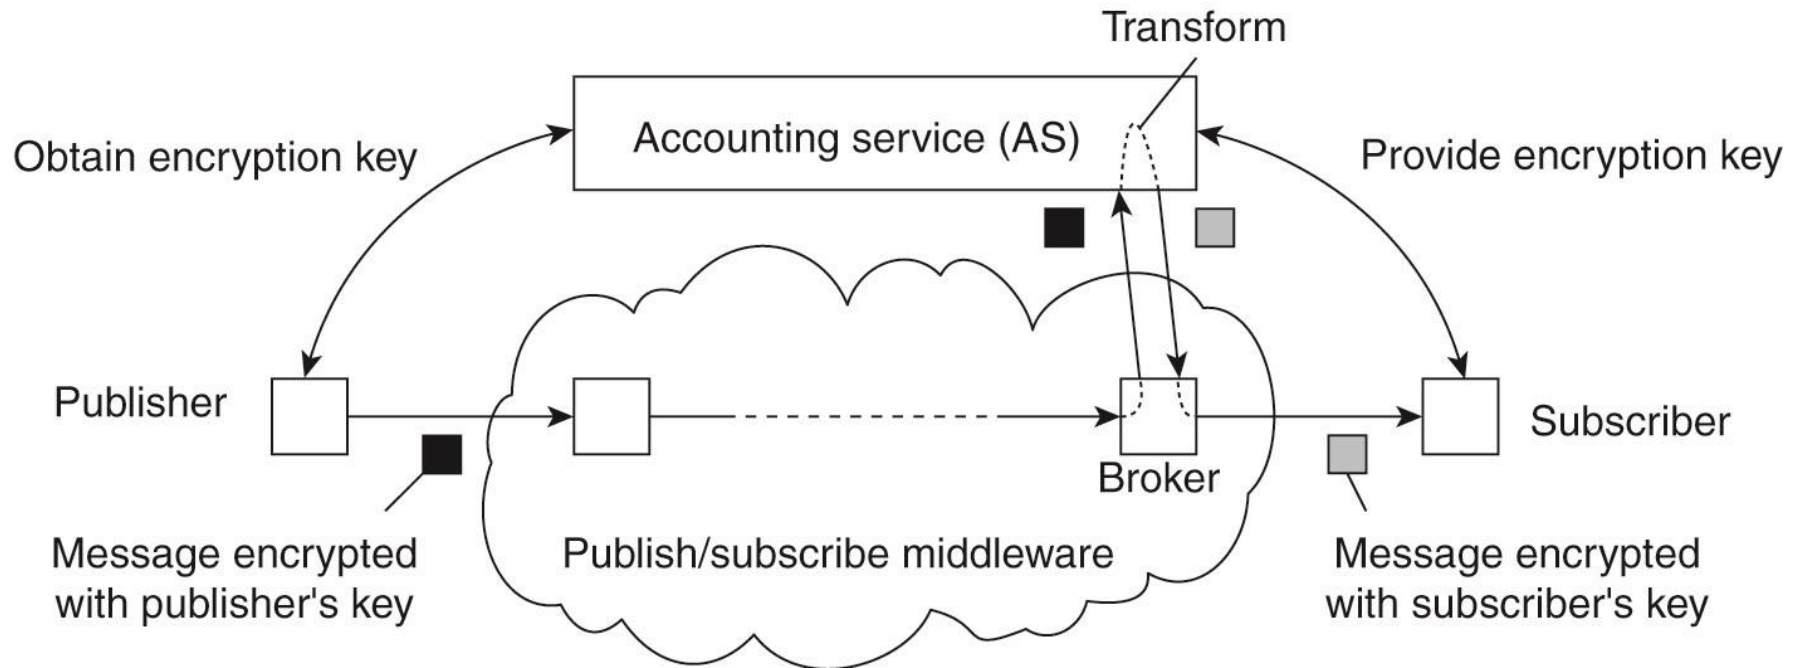 Transform
Accounting service (AS)
Obtain encryption key
Provide encryption key
Publisher
Subscriber
Broker
Message encrypted
with publisher's key
Publish/subscribe middleware
Message encrypted
with subscriber's key